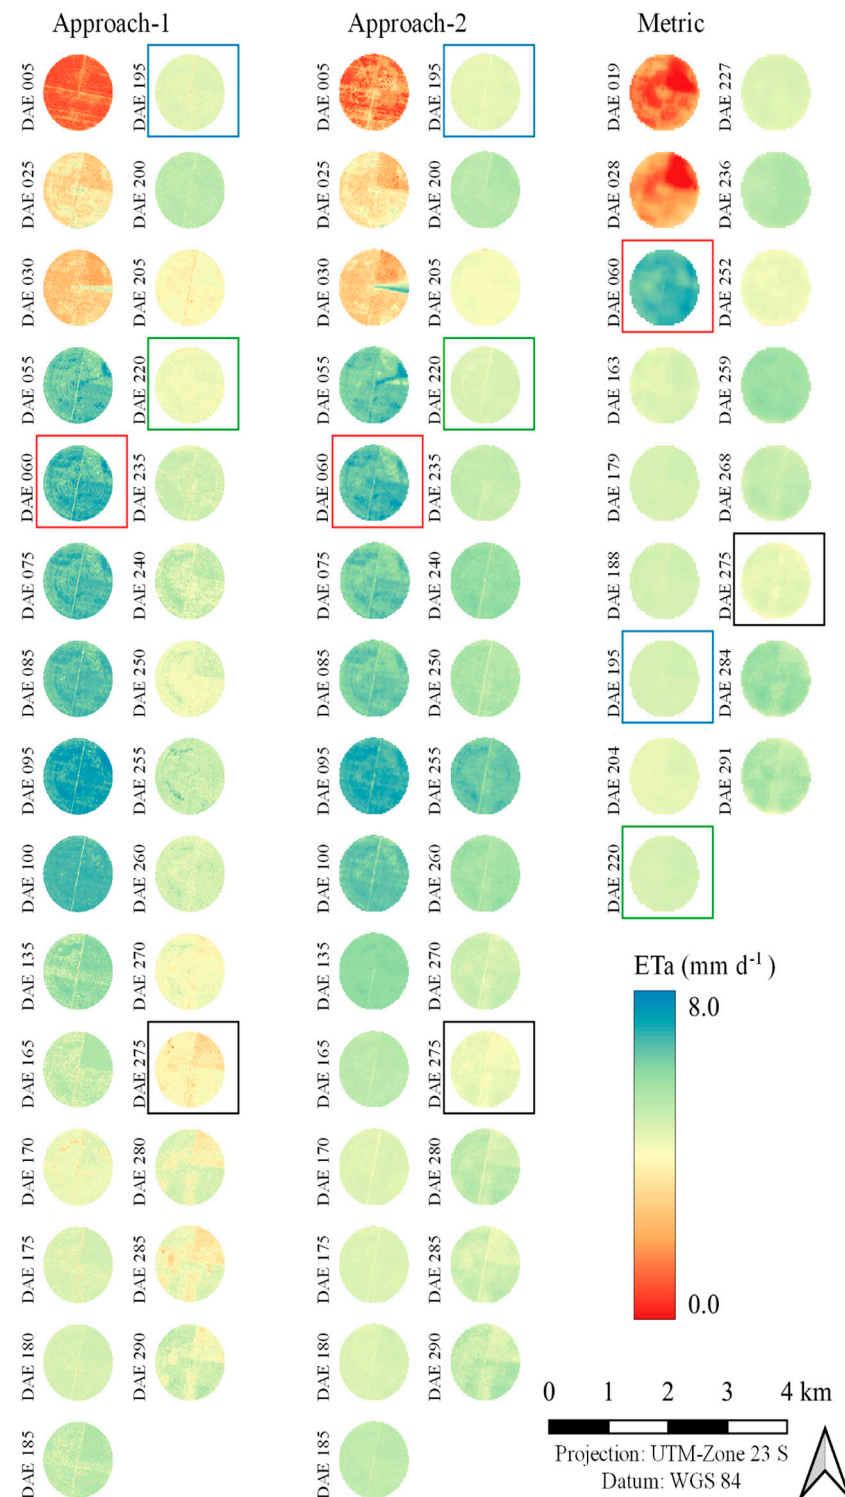 Approach-1
Approach-2
Metric
DAE 005
DAE 195
DAE 025
DAE 200
DAE 030
DAE 205
DAE 055
DAE 220
DAE 060
DAE 235
DAE 075
DAE 240
DAE 085
DAE 250
DAE 095
DAE 255
DAE 100
DAE 260
DAE 135
DAE 270
DAE 165
DAE 275
DAE 170
DAE 280
DAE 175
DAE 285
DAE 180
DAE 290
DAE 185
DAE 005
DAE 195
DAE 025
DAE 200
DAE 030
DAE 205
DAE 055
DAE 220
DAE 060
DAE 235
DAE 075
DAE 240
DAE 085
DAE 250
DAE 095
DAE 255
DAE 100
DAE 260
DAE 135
DAE 270
DAE 165
DAE 275
DAE 170
DAE 280
DAE 175
DAE 285
DAE 180
DAE 290
DAE 185
DAE 019
DAE 227
DAE 028
DAE 236
DAE 060
DAE 252
DAE 163
DAE 259
DAE 179
DAE 268
DAE 188
DAE 275
DAE 195
DAE 284
DAE 204
DAE 291
DAE 220
ETa (mm d⁻¹ )
8.0
0.0
0 1 2 3 4 km
Projection: UTM-Zone 23 S
Datum: WGS 84